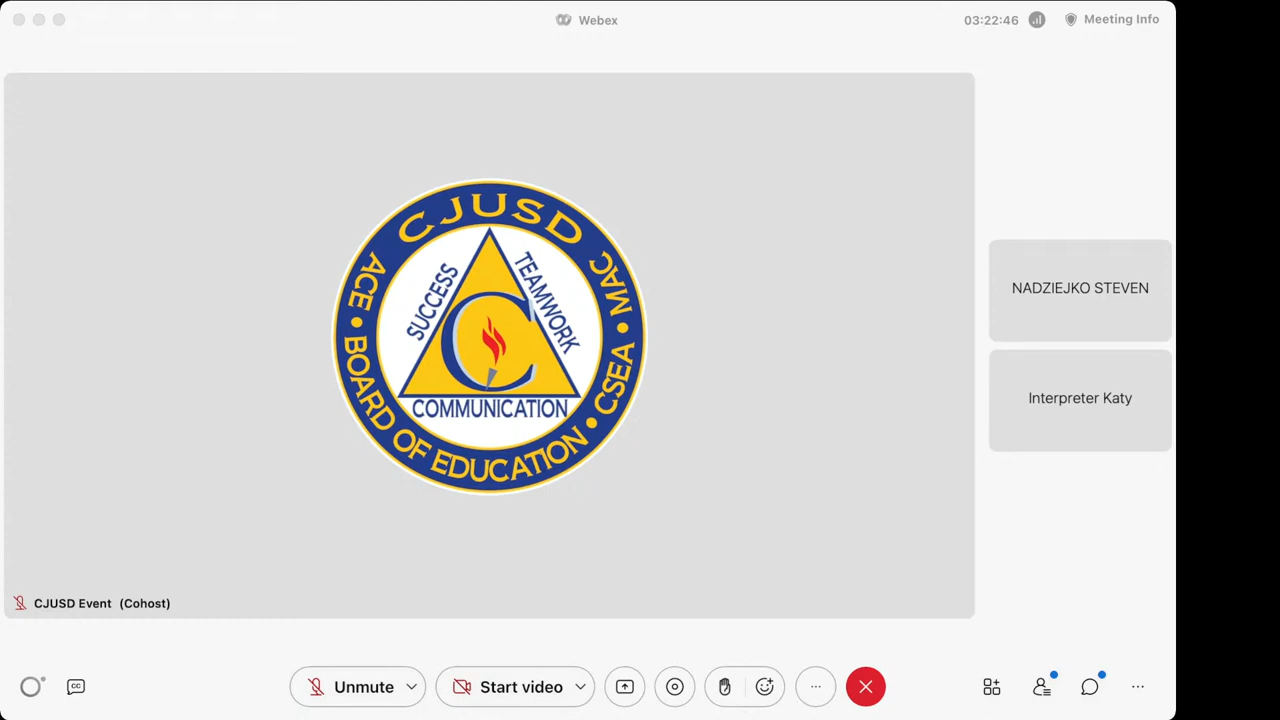 Webex
03:22:46
Meeting Info
CJUSD
ACE • BOARD OF EDUCATION • CSEA • MAC
SUCCESS
TEAMWORK
C
COMMUNICATION
NADZIEJKO STEVEN
Interpreter Katy
CJUSD Event (Cohost)
CC
Unmute
Start video